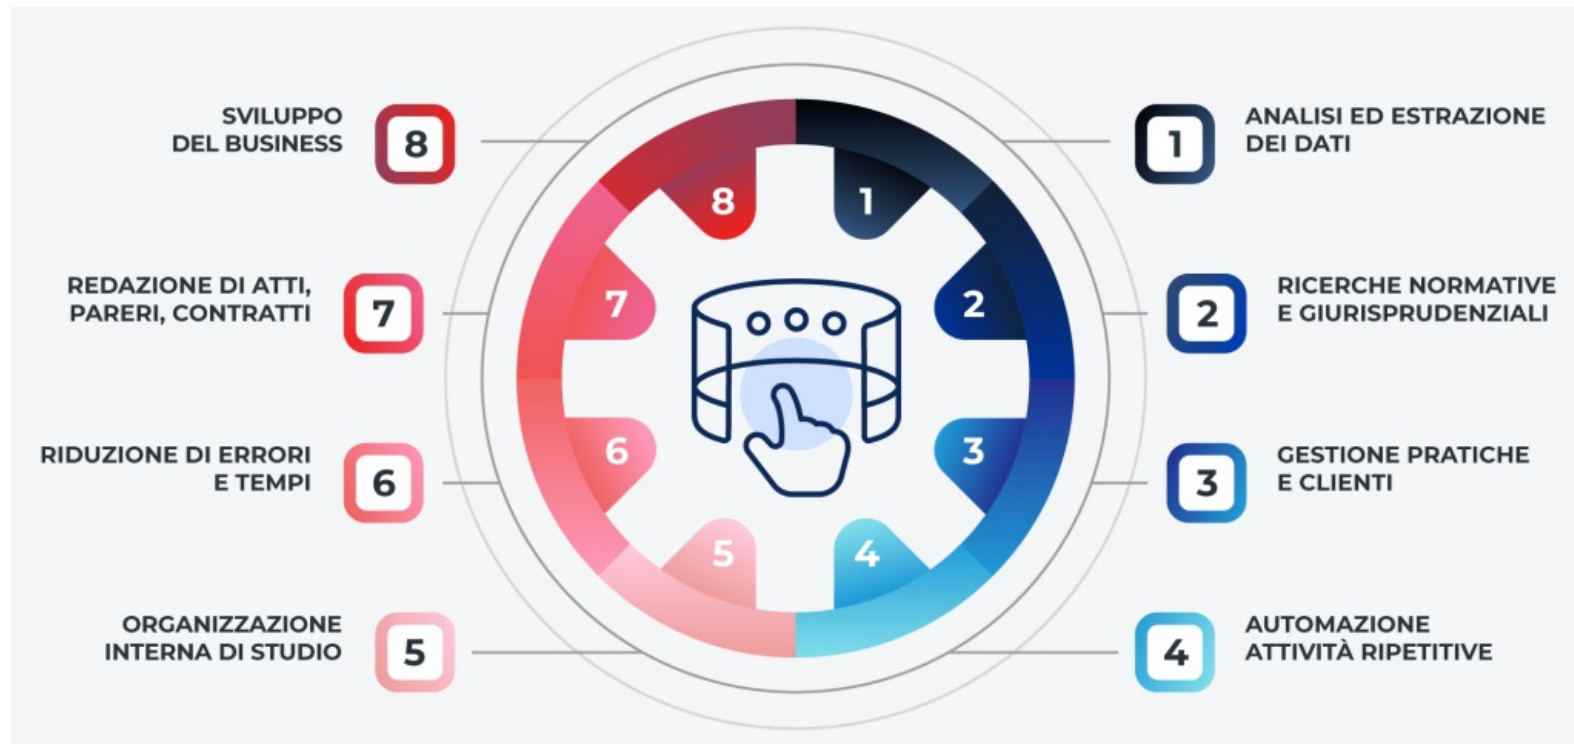 SVILUPPO
DEL BUSINESS
8
1
ANALISI ED ESTRAZIONE
DEI DATI
8
1
REDAZIONE DI ATTI,
PARERI, CONTRATTI
7
7
2
2
RICERCHE NORMATIVE
E GIURISPRUDENZIALI
RIDUZIONE DI ERRORI
E TEMPI
6
6
3
3
GESTIONE PRATICHE
E CLIENTI
5
4
ORGANIZZAZIONE
INTERNA DI STUDIO
5
4
AUTOMAZIONE
ATTIVITÀ RIPETITIVE